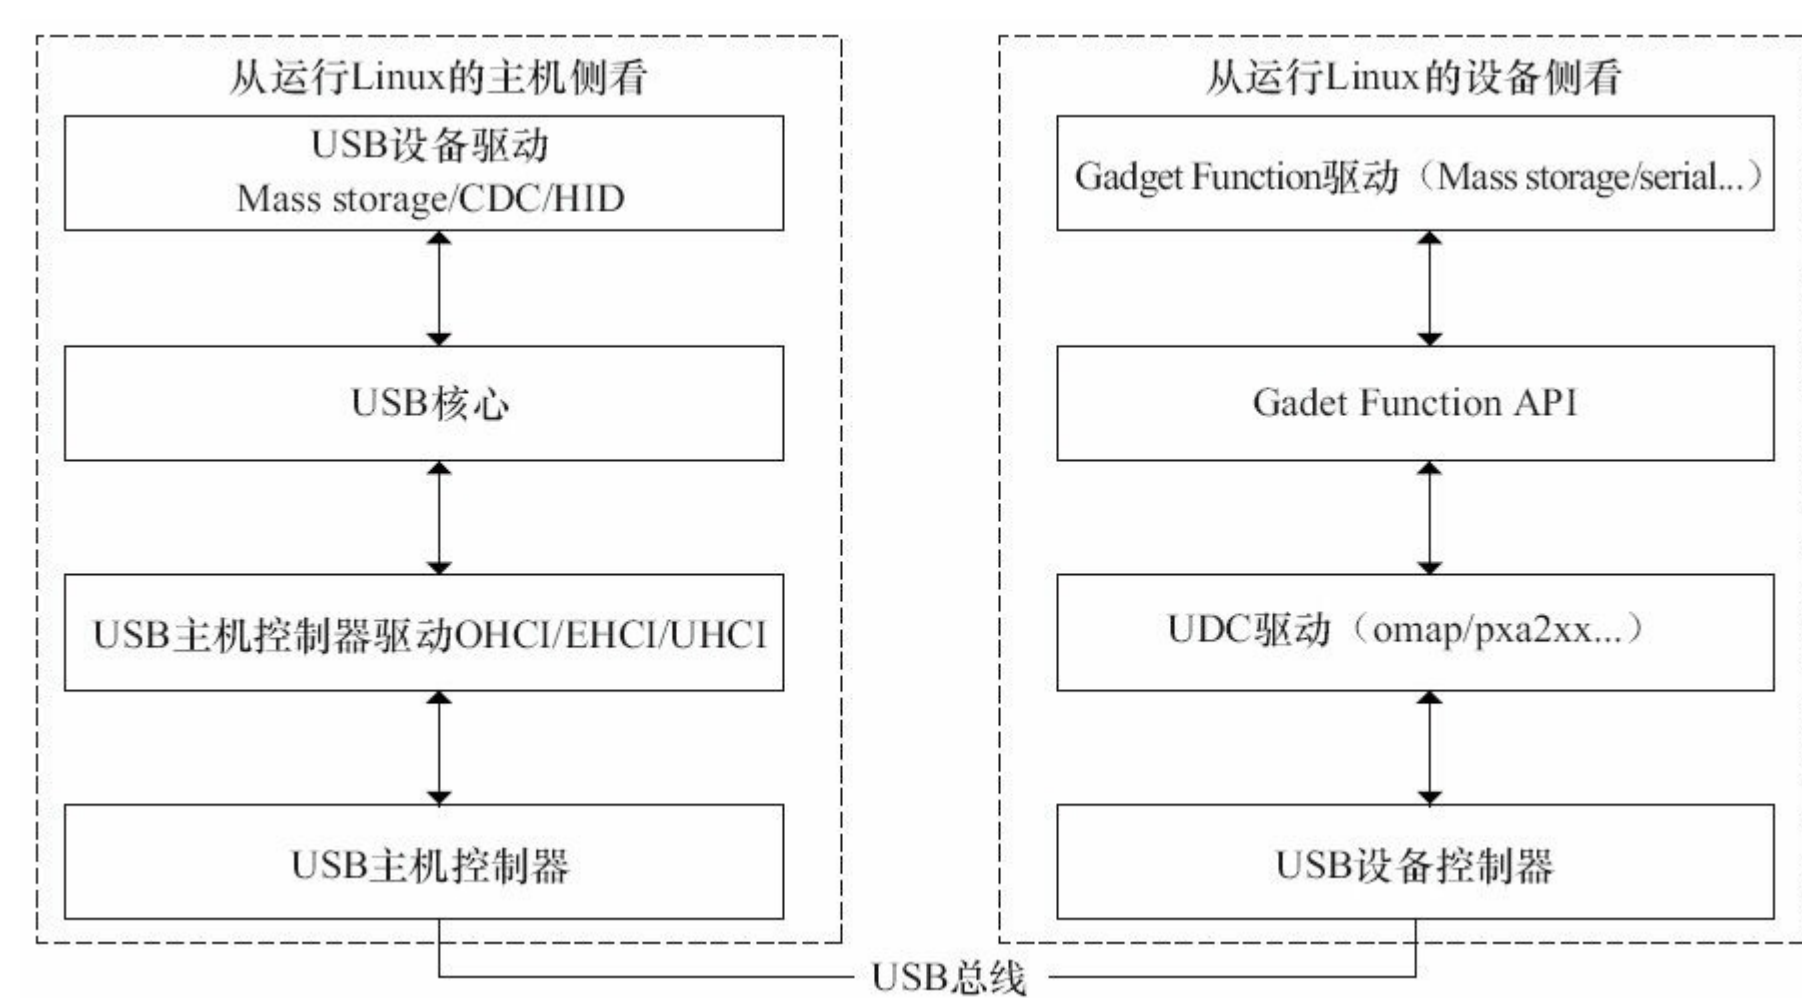 从运行Linux的主机侧看
USB设备驱动
Mass storage/CDC/HID
USB核心
USB主机控制器驱动OHCI/EHCI/UHCI
USB主机控制器
从运行Linux的设备侧看
Gadget Function驱动（Mass storage/serial...）
Gadet Function API
UDC驱动（omap/pxa2xx...）
USB设备控制器
USB总线